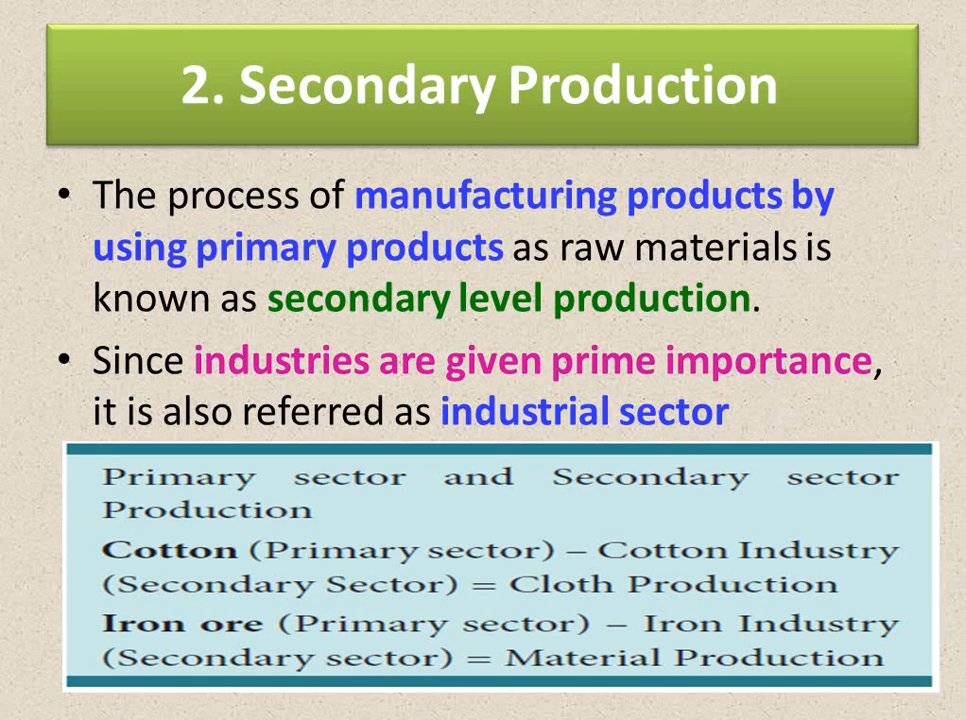 2. Secondary Production
• The process of manufacturing products by
using primary products as raw materials is
known as secondary level production.
• Since industries are given prime importance,
it is also referred as industrial sector
Primary sector and Secondary sector
Production
Cotton (Primary sector) – Cotton Industry
(Secondary Sector) = Cloth Production
Iron ore (Primary sector) – Iron Industry
(Secondary sector) = Material Production